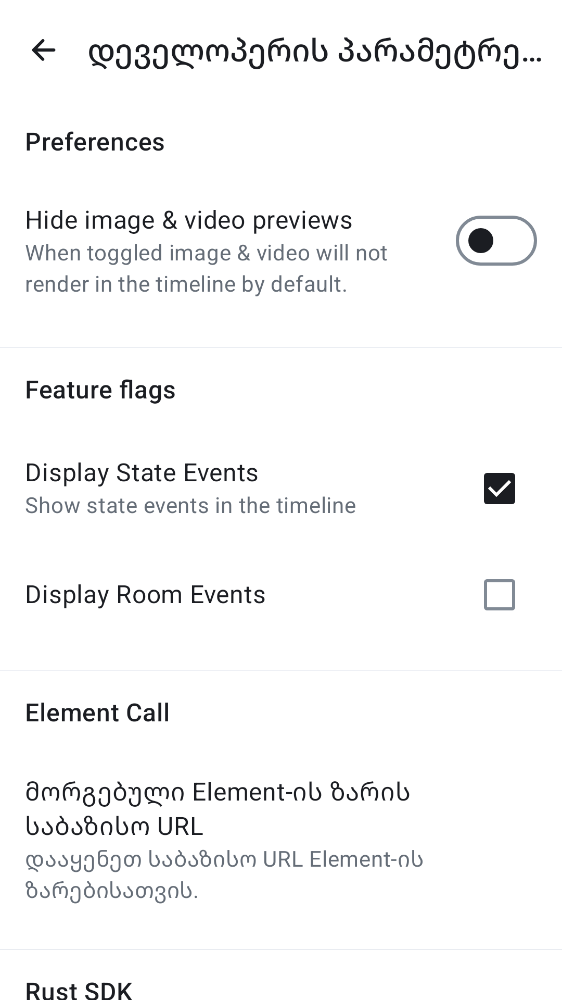 დეველოპერის პარამეტრე...
Preferences
Hide image & video previews
When toggled image & video will not
render in the timeline by default.
Feature flags
Display State Events
Show state events in the timeline
Display Room Events
Element Call
მორგებული Element-ის ზარის
საბაზისო URL
დააყენეთ საბაზისო URL Element-ის
ზარებისათვის.
Rust SDK